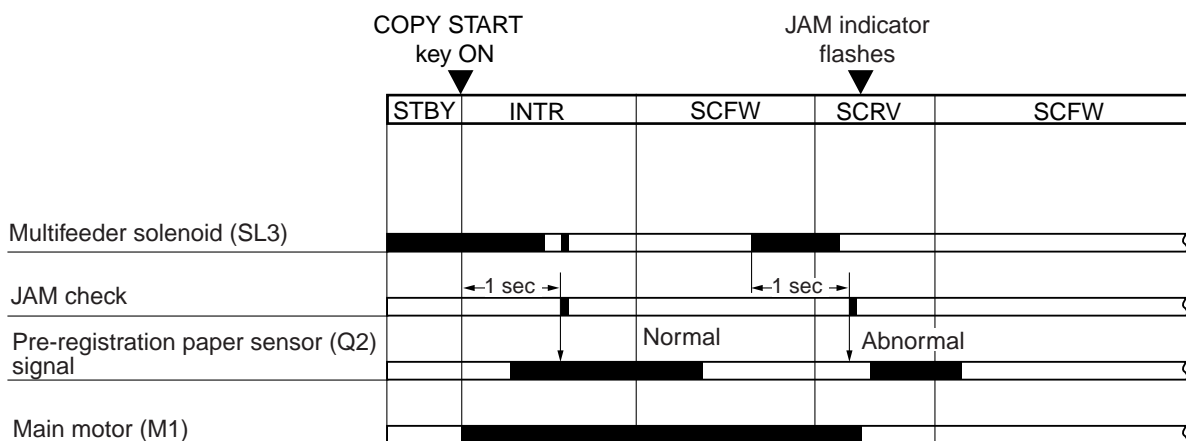 COPY START
key ON
JAM indicator
flashes
STBY INTR SCFW SCRV SCFW
Multifeeder solenoid (SL3)
1 sec 1 sec
JAM check
Normal Abnormal
Pre-registration paper sensor (Q2)
signal
Main motor (M1)